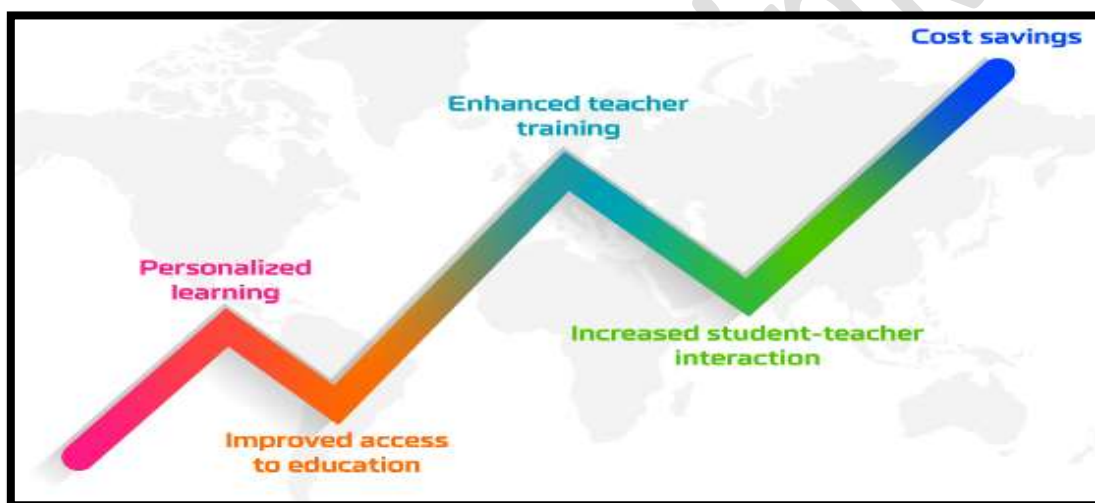 Cost savings
Enhanced teacher
training
Personalized
learning
Increased student-teacher
interaction
Improved access
to education